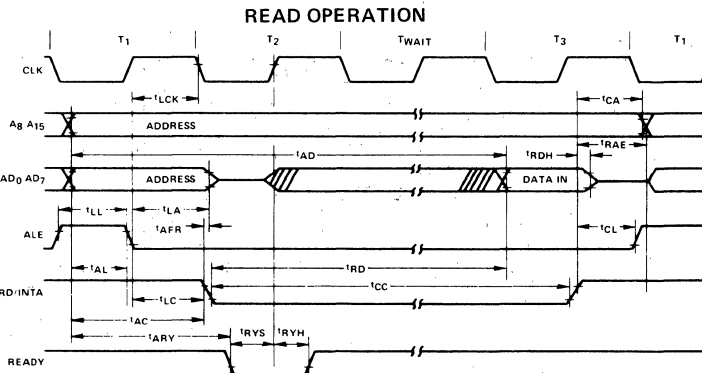 READ OPERATION
T1 T2 TWAIT T3 T1
CLK
tLCK tCA
A8 A15 ADDRESS
tAD tRDH tRAE
AD0 AD7 ADDRESS DATA IN
tLL tLA
tAFR tCL
ALE
tAL tRD
RD/INTA tLC tCC
tAC
tARY tRYS tRYH
READY